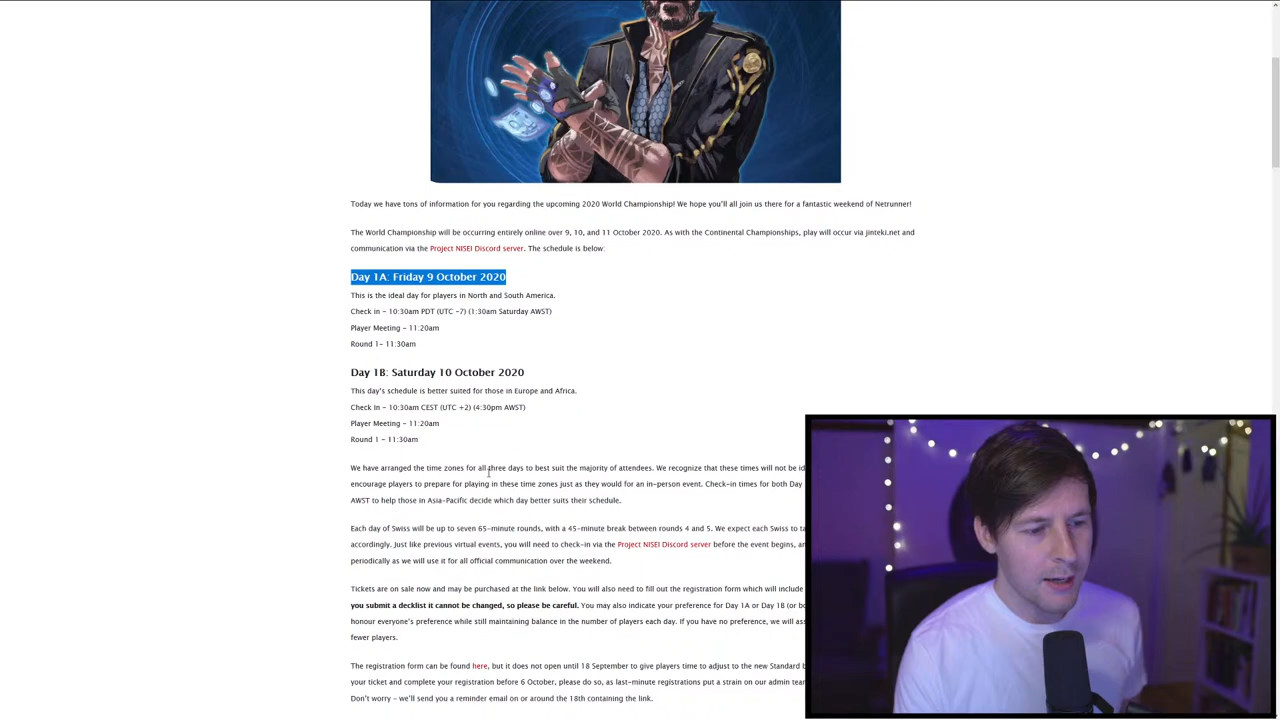 Today we have tons of information for you regarding the upcoming 2020 World Championship! We hope you'll all join us there for a fantastic weekend of Netrunner!
The World Championship will be occurring entirely online over 9, 10, and 11 October 2020. As with the Continental Championships, play will occur via jinteki.net and
communication via the Project NISEI Discord server. The schedule is below:
Day 1A: Friday 9 October 2020
This is the ideal day for players in North and South America.
Check in - 10:30am PDT (UTC -7) (1:30am Saturday AWST)
Player Meeting - 11:20am
Round 1- 11:30am
Day 1B: Saturday 10 October 2020
This day's schedule is better suited for those in Europe and Africa.
Check In - 10:30am CEST (UTC +2) (4:30pm AWST)
Player Meeting - 11:20am
Round 1 - 11:30am
We have arranged the time zones for all three days to best suit the majority of attendees. We recognize that these times will not be
encourage players to prepare for playing in these time zones just as they would for an in-person event. Check-in times for both Day
AWST to help those in Asia-Pacific decide which day better suits their schedule.
Each day of Swiss will be up to seven 65-minute rounds, with a 45-minute break between rounds 4 and 5. We expect each Swiss to
accordingly. Just like previous virtual events, you will need to check-in via the Project NISEI Discord server before the event begins,
periodically as we will use it for all official communication over the weekend.
Tickets are on sale now and may be purchased at the link below. You will also need to fill out the registration form which will include
you submit a decklist it cannot be changed, so please be careful. You may also indicate your preference for Day 1A or Day 1B (or
honour everyone's preference while still maintaining balance in the number of players each day. If you have no preference, we will
fewer players.
The registration form can be found here, but it does not open until 18 September to give players time to adjust to the new Standard
your ticket and complete your registration before 6 October, please do so, as last-minute registrations put a strain on our admin
Don't worry - we'll send you a reminder email on or around the 18th containing the link.